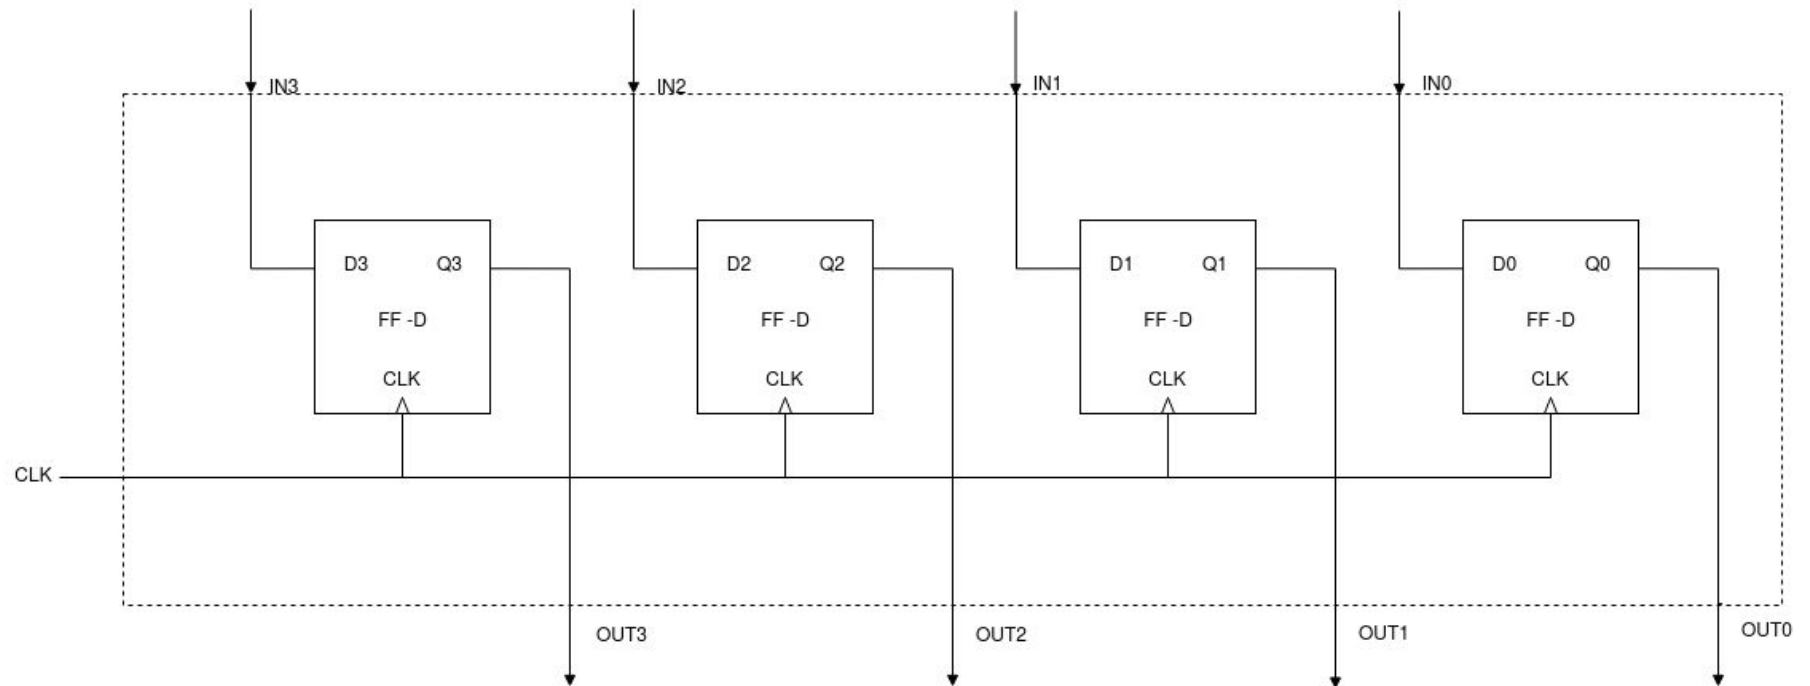 IN3
IN2
IN1
IN0
D3 Q3
D2 Q2
D1 Q1
D0 Q0
FF -D
FF -D
FF -D
FF -D
CLK
CLK
CLK
CLK
CLK
OUT3
OUT2
OUT1
OUT0